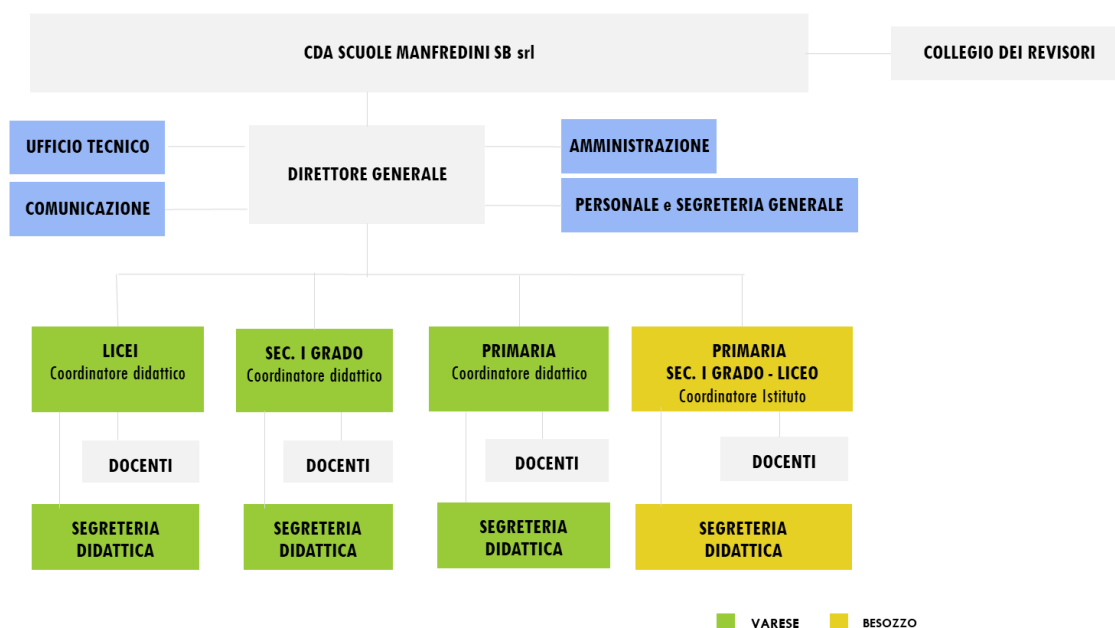 CDA SCUOLE MANFREDINI SB srl
COLLEGIO DEI REVISORI
UFFICIO TECNICO
AMMINISTRAZIONE
DIRETTORE GENERALE
COMUNICAZIONE
PERSONALE e SEGRETERIA GENERALE
LICEI
Coordinatore didattico
SEC. I GRADO
Coordinatore didattico
PRIMARIA
Coordinatore didattico
PRIMARIA
SEC. I GRADO - LICEO
Coordinatore Istituto
DOCENTI
DOCENTI
DOCENTI
DOCENTI
SEGRETERIA
DIDATTICA
SEGRETERIA
DIDATTICA
SEGRETERIA
DIDATTICA
SEGRETERIA
DIDATTICA
VARESE
BESOZZO